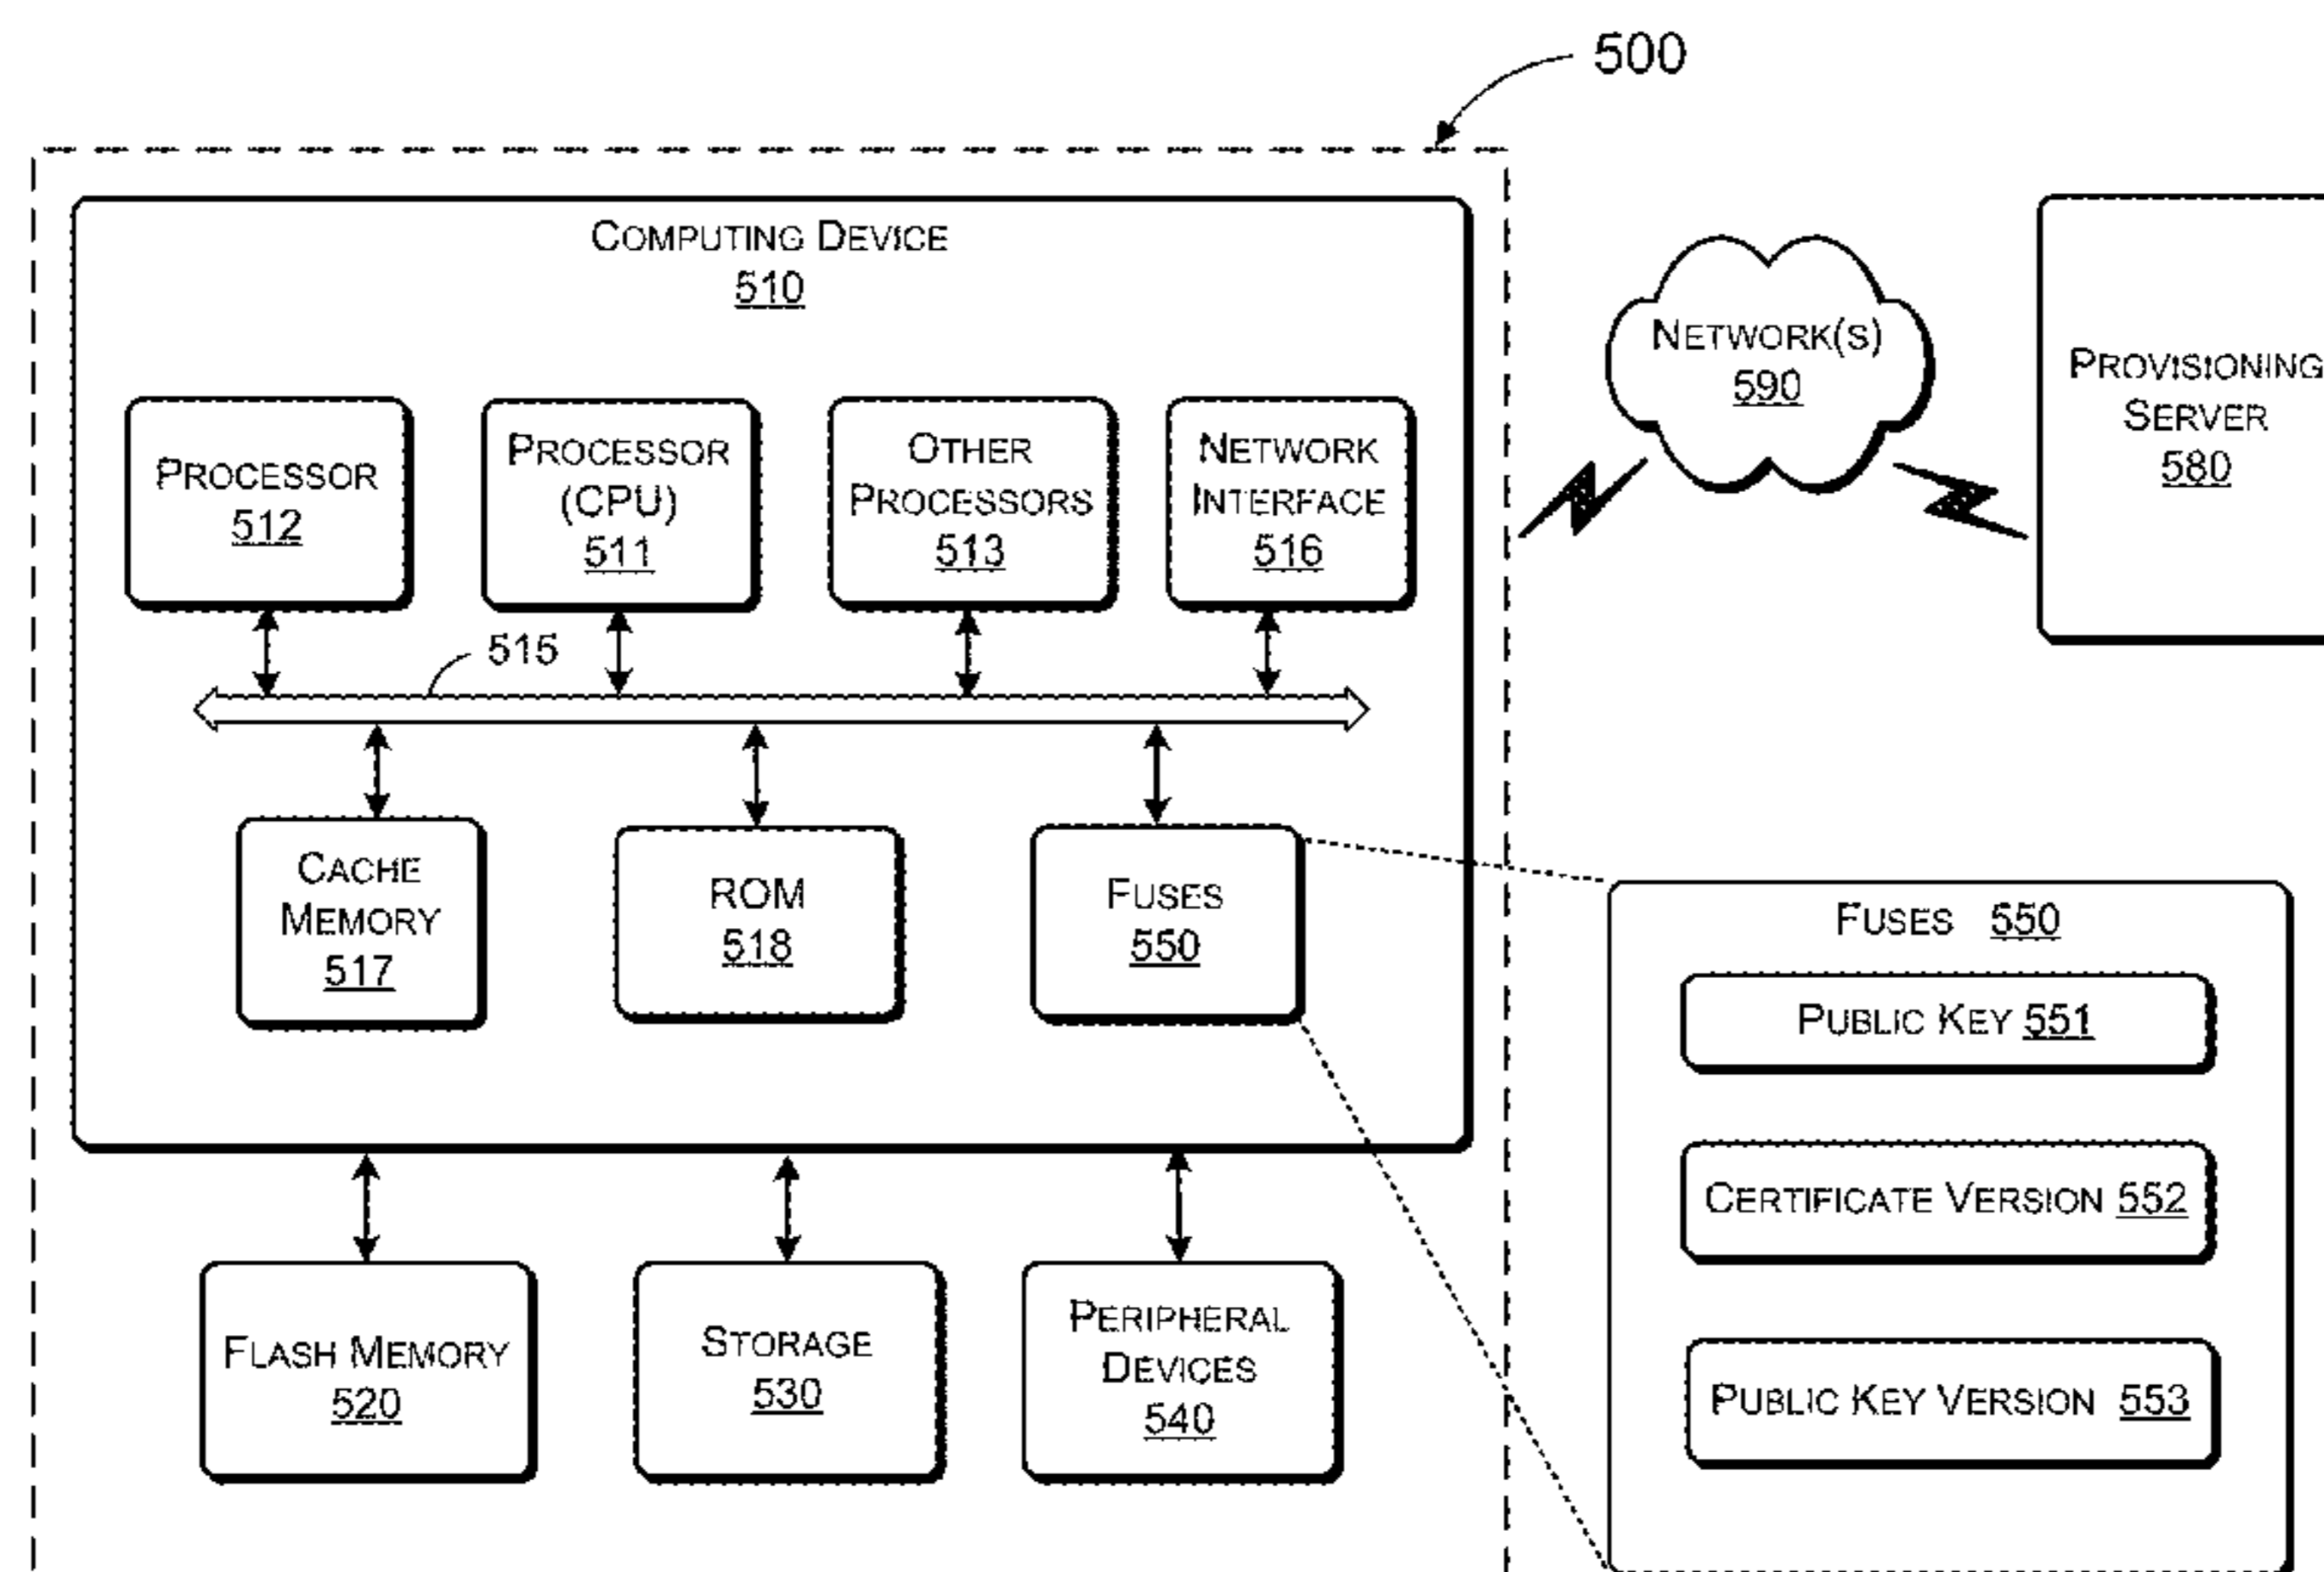 500
COMPUTING DEVICE
510
PROCESSOR
512
PROCESSOR
(CPU)
511
OTHER
PROCESSORS
513
NETWORK
INTERFACE
516
515
CACHE
MEMORY
517
ROM
518
FUSES
550
FLASH MEMORY
520
STORAGE
530
PERIPHERAL
DEVICES
540
NETWORK(S)
590
PROVISIONING
SERVER
580
FUSES 550
PUBLIC KEY 551
CERTIFICATE VERSION 552
PUBLIC KEY VERSION 553